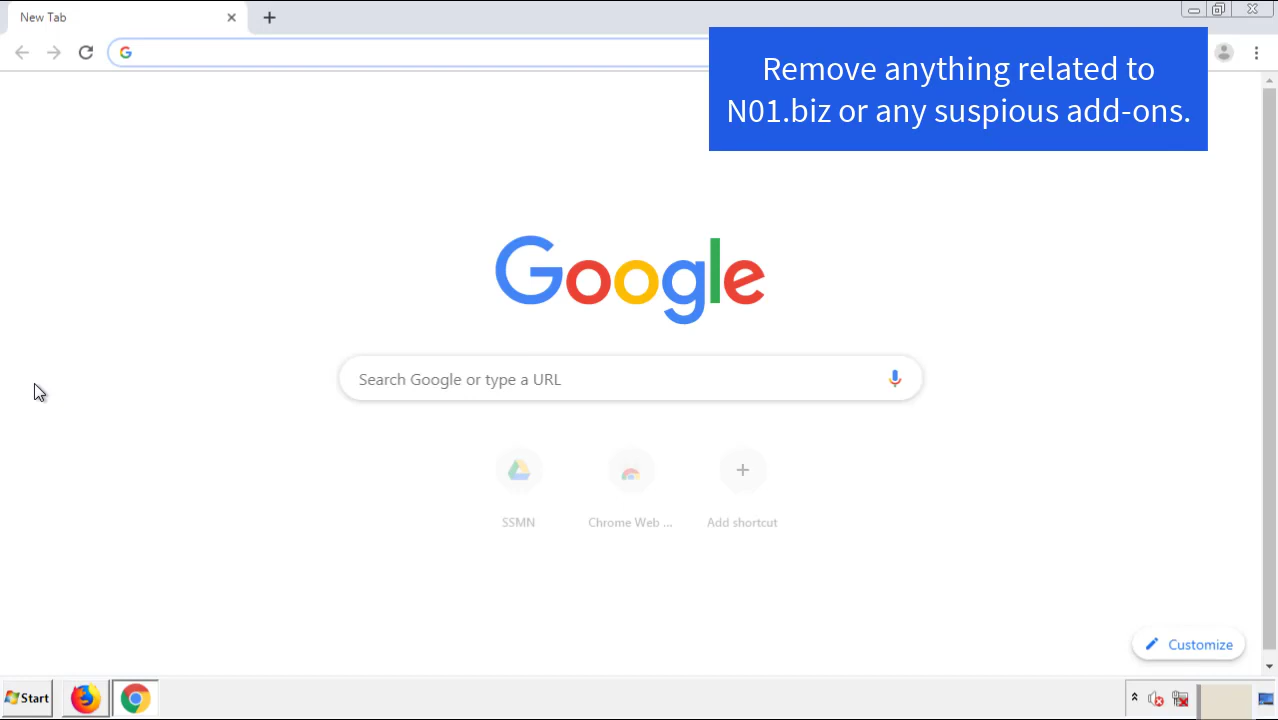 New Tab
Remove anything related to
N01.biz or any suspious add-ons.
Google
Search Google or type a URL
SSMN
Chrome Web ...
Add shortcut
Customize
Start